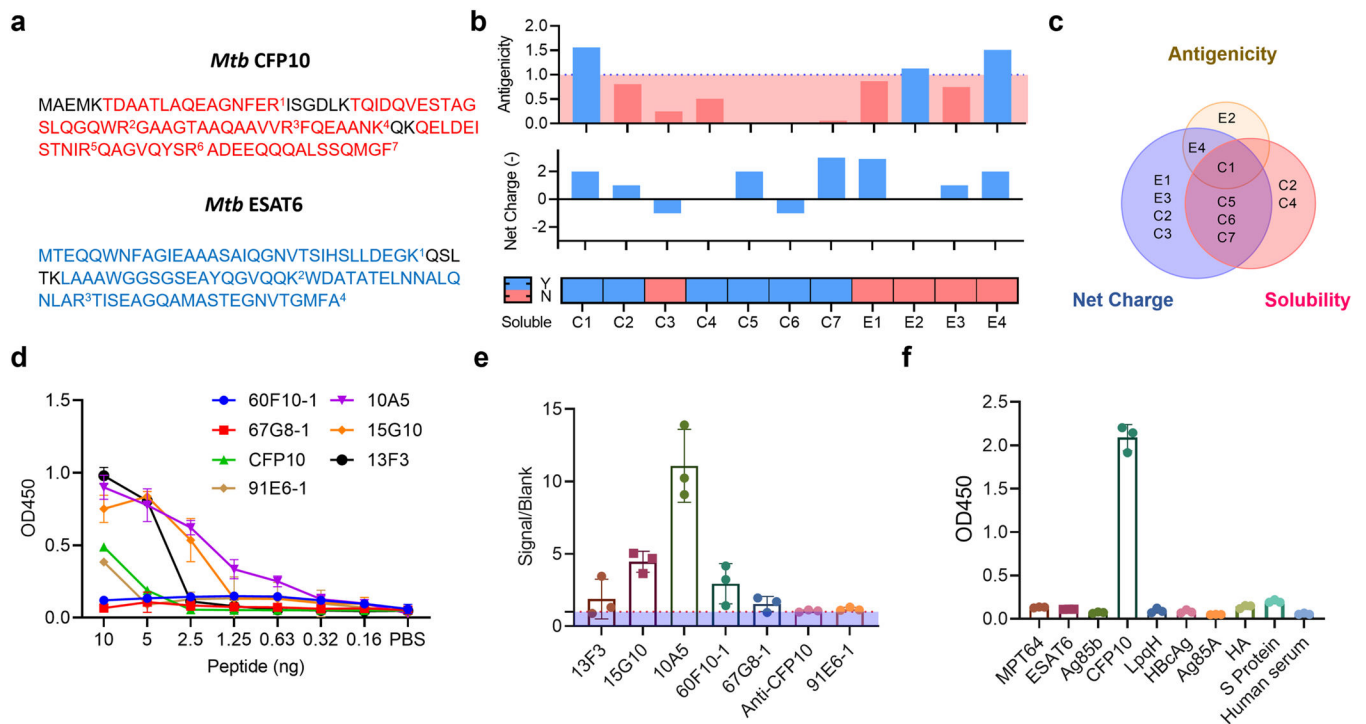 a
Mtb CFP10
MAEMKTDAATLAQEAGNFER¹ISGDLKTQIDQVESTAG
SLQGQWR²GAAGTAAQAAVVR³FQEAANK⁴QKQELDEI
STNIR⁵QAGVQYSR⁶ ADEEQQQALSSQMGF⁷
Mtb ESAT6
MTEQQWNFAGIEAAASAIQGNVTSIHSLLDEGK¹QSL
TKLAAAWGGSGSEAYQGVQQK²WDATATELNNALQ
NLAR³TISEAGQAMASTEGNVTGMFA⁴
b
Antigenicity
2.0
1.5
1.0
0.5
0.0
Net Charge (-)
2
0
-2
Y
N
Soluble
C1 C2 C3 C4 C5 C6 C7 E1 E2 E3 E4
c
Antigenicity
E2
E4
C1
E1
E3
C2
C3
C5
C6
C7
C2
C4
Net Charge
Solubility
d
OD450
1.5
1.0
0.5
0.0
60F10-1
67G8-1
CFP10
91E6-1
10A5
15G10
13F3
10 5 2.5 1.25 0.63 0.32 0.16 PBS
Peptide (ng)
e
Signal/Blank
15
10
5
0
13F3
15G10
10A5
60F10-1
67G8-1
Anti-CFP10
91E6-1
f
OD450
2.5
2.0
1.5
1.0
0.5
0.0
MPT64
ESAT6
Ag85b
CFP10
LpqH
HBcAg
Ag85A
HA
S Protein
Human serum